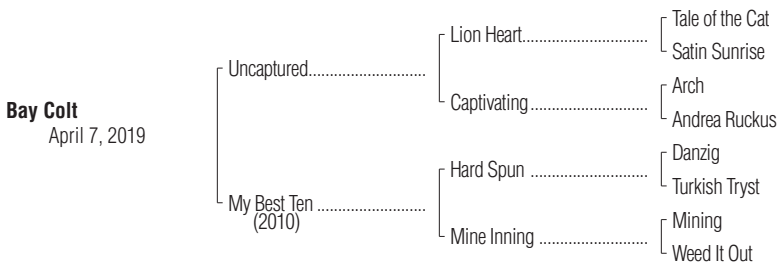 Bay Colt
April 7, 2019
Uncaptured
My Best Ten
(2010)
Lion Heart
Captivating
Hard Spun
Mine Inning
Tale of the Cat
Satin Sunrise
Arch
Andrea Ruckus
Danzig
Turkish Tryst
Mining
Weed It Out